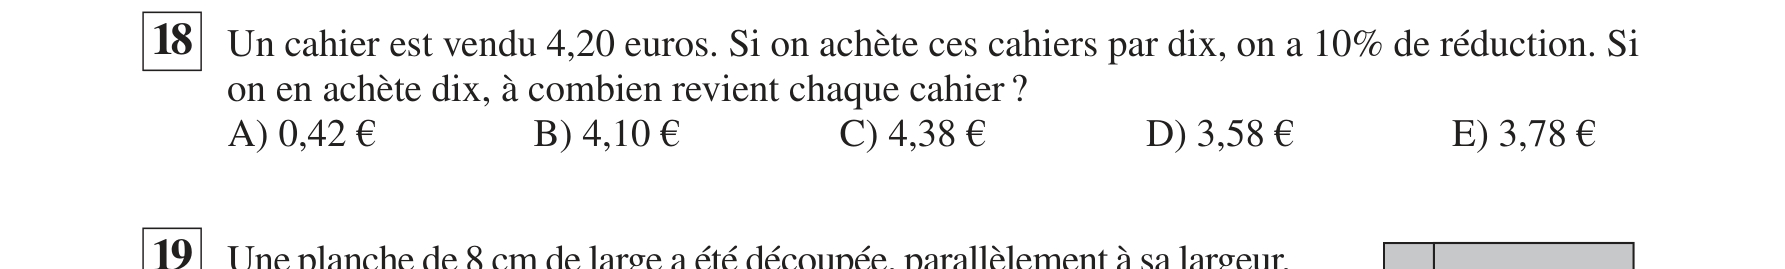 18 Un cahier est vendu 4,20 euros. Si on achète ces cahiers par dix, on a 10% de réduction. Si
on en achète dix, à combien revient chaque cahier ?
A) 0,42 € B) 4,10 € C) 4,38 € D) 3,58 € E) 3,78 €
19 Une planche de 8 cm de large a été découpée, parallèlement à sa largeur,